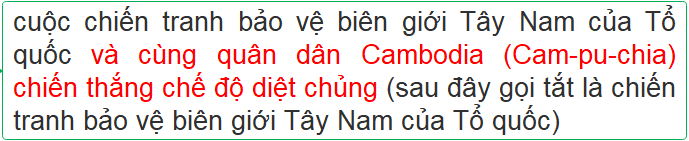 cuộc chiến tranh bảo vệ biên giới Tây Nam của Tổ
quốc và cùng quân dân Cambodia (Cam-pu-chia)
chiến thắng chế độ diệt chủng (sau đây gọi tắt là chiến
tranh bảo vệ biên giới Tây Nam của Tổ quốc)